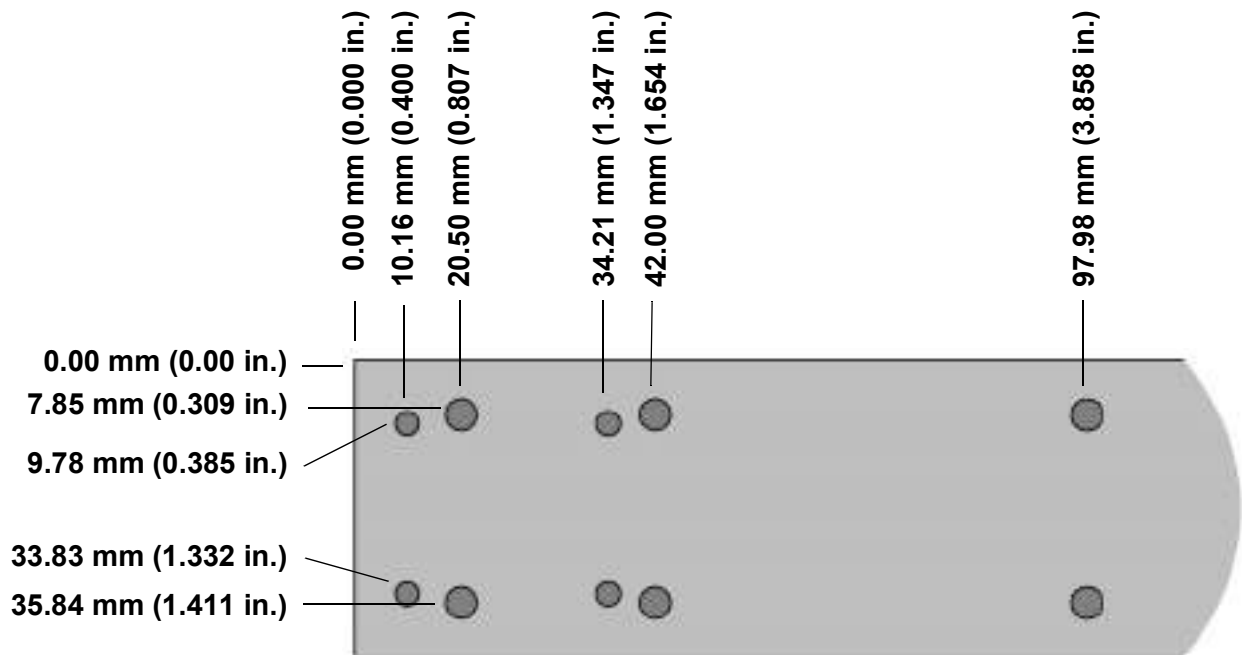 0.00 mm (0.000 in.)
10.16 mm (0.400 in.)
20.50 mm (0.807 in.)
34.21 mm (1.347 in.)
42.00 mm (1.654 in.)
97.98 mm (3.858 in.)
0.00 mm (0.00 in.)
7.85 mm (0.309 in.)
9.78 mm (0.385 in.)
33.83 mm (1.332 in.)
35.84 mm (1.411 in.)